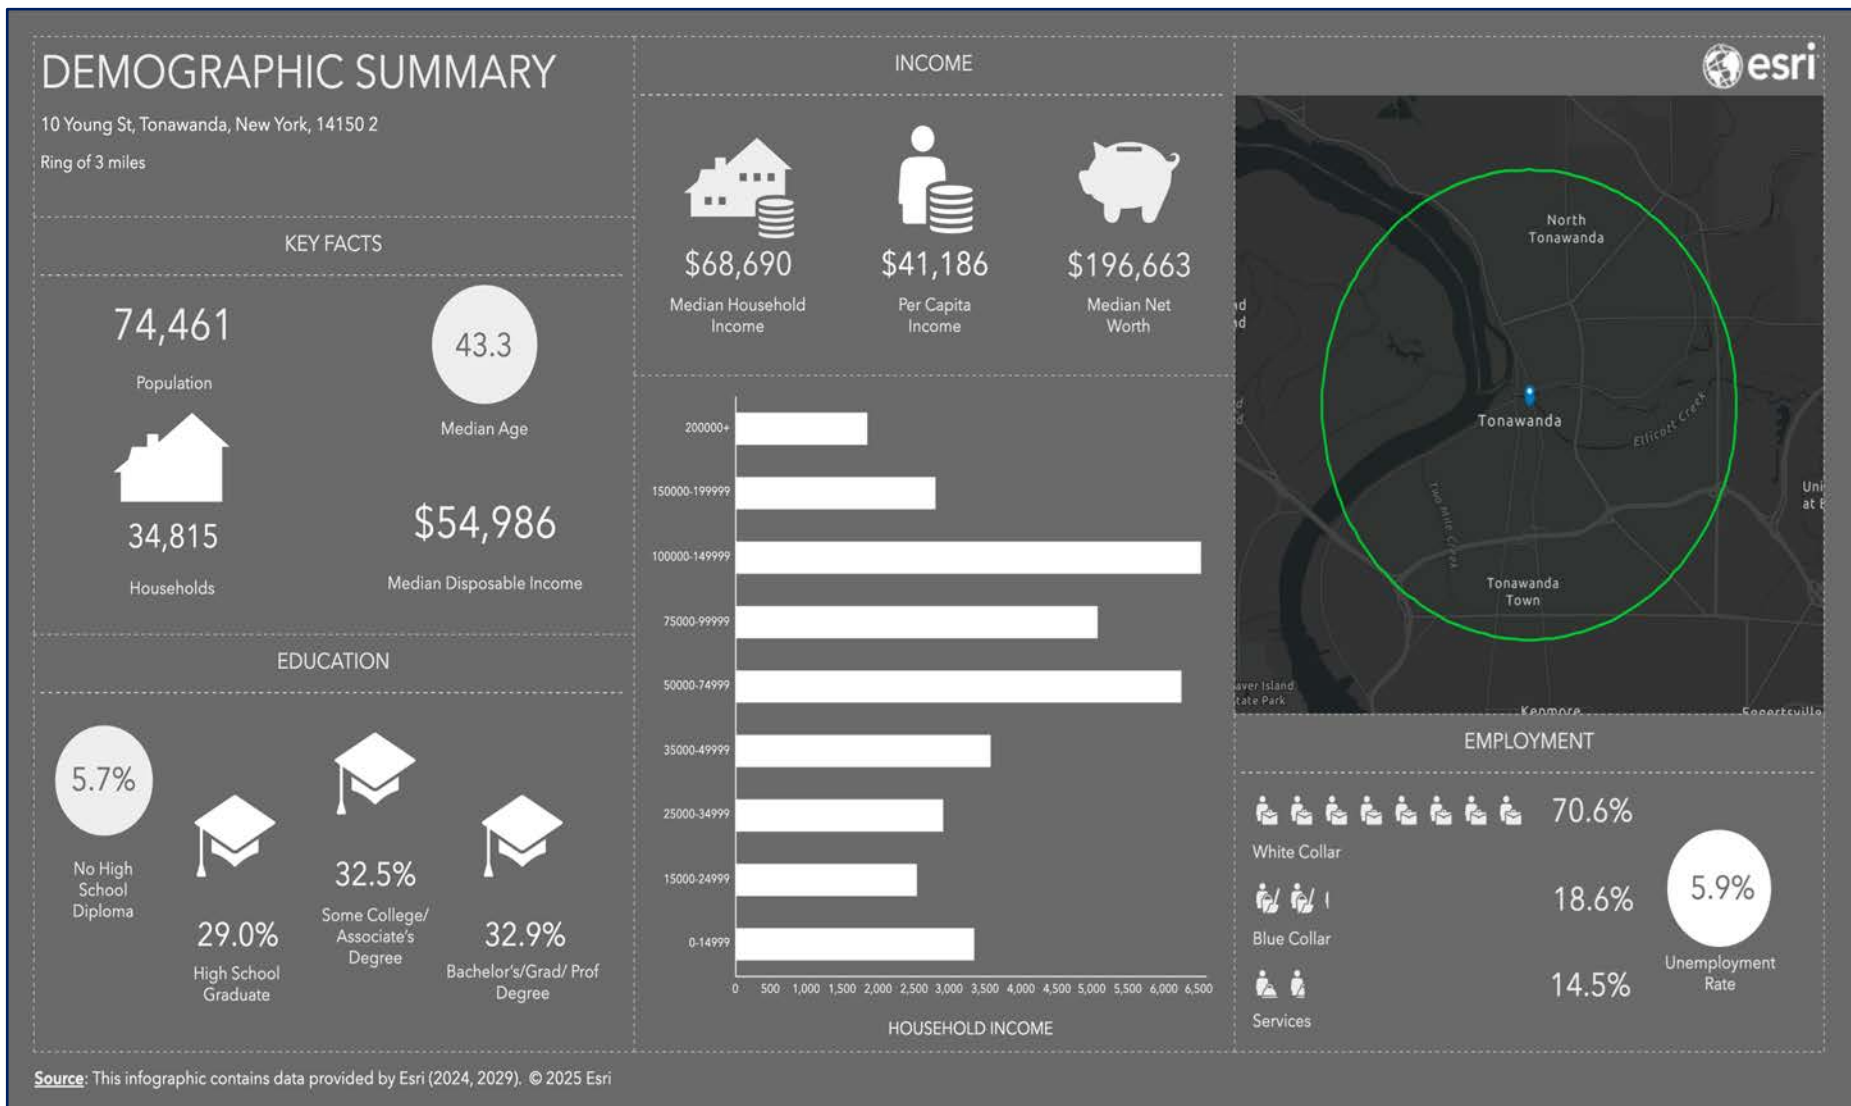 DEMOGRAPHIC SUMMARY
10 Young St, Tonawanda, New York, 14150 2
Ring of 3 miles
KEY FACTS
74,461
Population
43.3
Median Age
34,815
Households
$54,986
Median Disposable Income
EDUCATION
5.7%
No High
School
Diploma
29.0%
High School
Graduate
32.5%
Some College/
Associate's
Degree
32.9%
Bachelor's/Grad/ Prof
Degree
INCOME
$68,690
Median Household
Income
$41,186
Per Capita
Income
$196,663
Median Net
Worth
200000+
150000-199999
100000-149999
75000-99999
50000-74999
35000-49999
25000-34999
15000-24999
0-14999
0 500 1,000 1,500 2,000 2,500 3,000 3,500 4,000 4,500 5,000 5,500 6,000 6,500
HOUSEHOLD INCOME
esri
North
Tonawanda
Tonawanda
Ellicott Creek
Two Mile Creek
Tonawanda
Town
Uni
at
aver Island
tate Park
Kenmore
Eggertsville
EMPLOYMENT
70.6%
White Collar
18.6%
Blue Collar
14.5%
Services
5.9%
Unemployment
Rate
Source: This infographic contains data provided by Esri (2024, 2029). © 2025 Esri